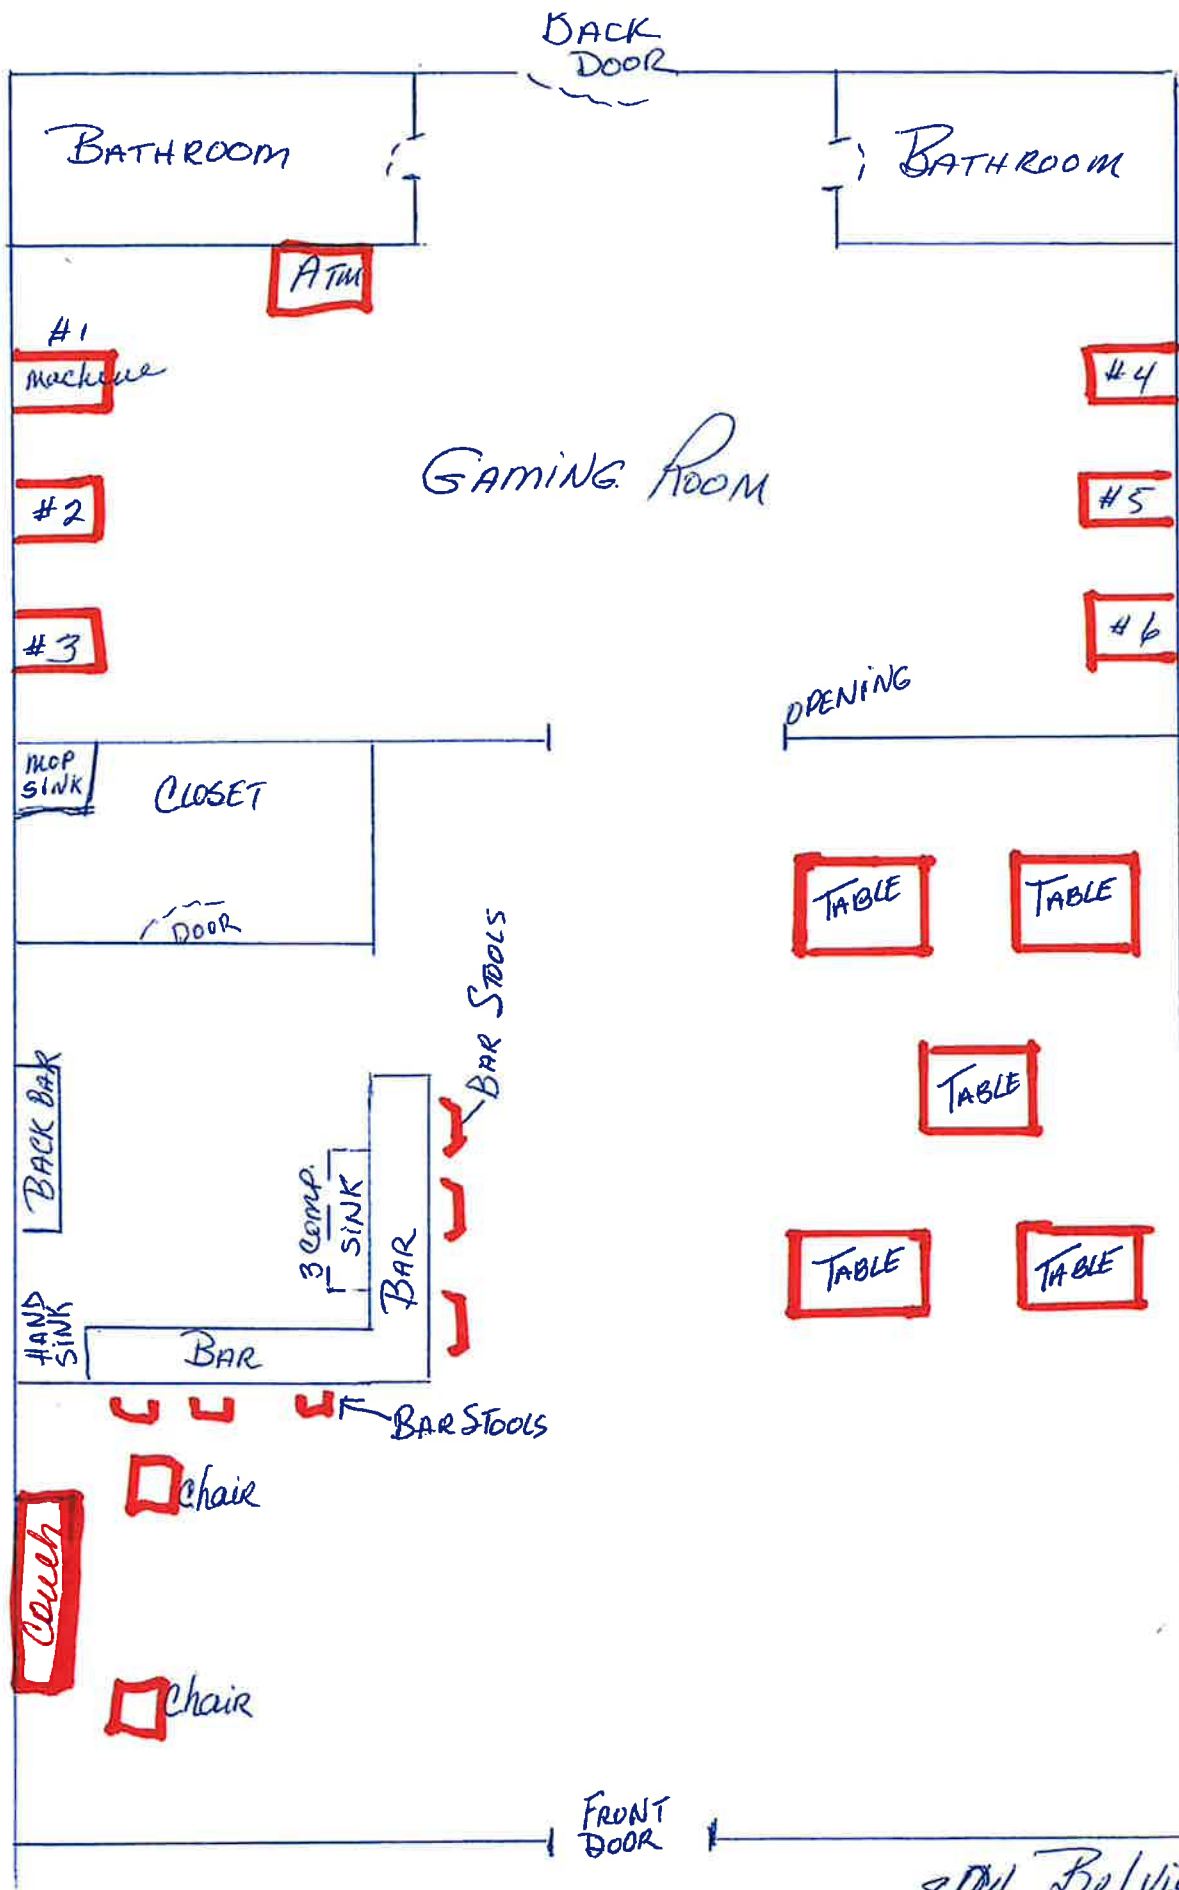 BACK
DOOR
BATHROOM
BATHROOM
ATM
#1
machine
#4
GAMING ROOM
#2
#5
#3
#6
OPENING
MOP
SINK
CLOSET
DOOR
TABLE
TABLE
BAR STOOLS
TABLE
BACK BAR
3 COMP.
SINK
BAR
TABLE
TABLE
HAND
SINK
BAR
BAR STOOLS
Chair
Couch
Chair
FRONT
DOOR